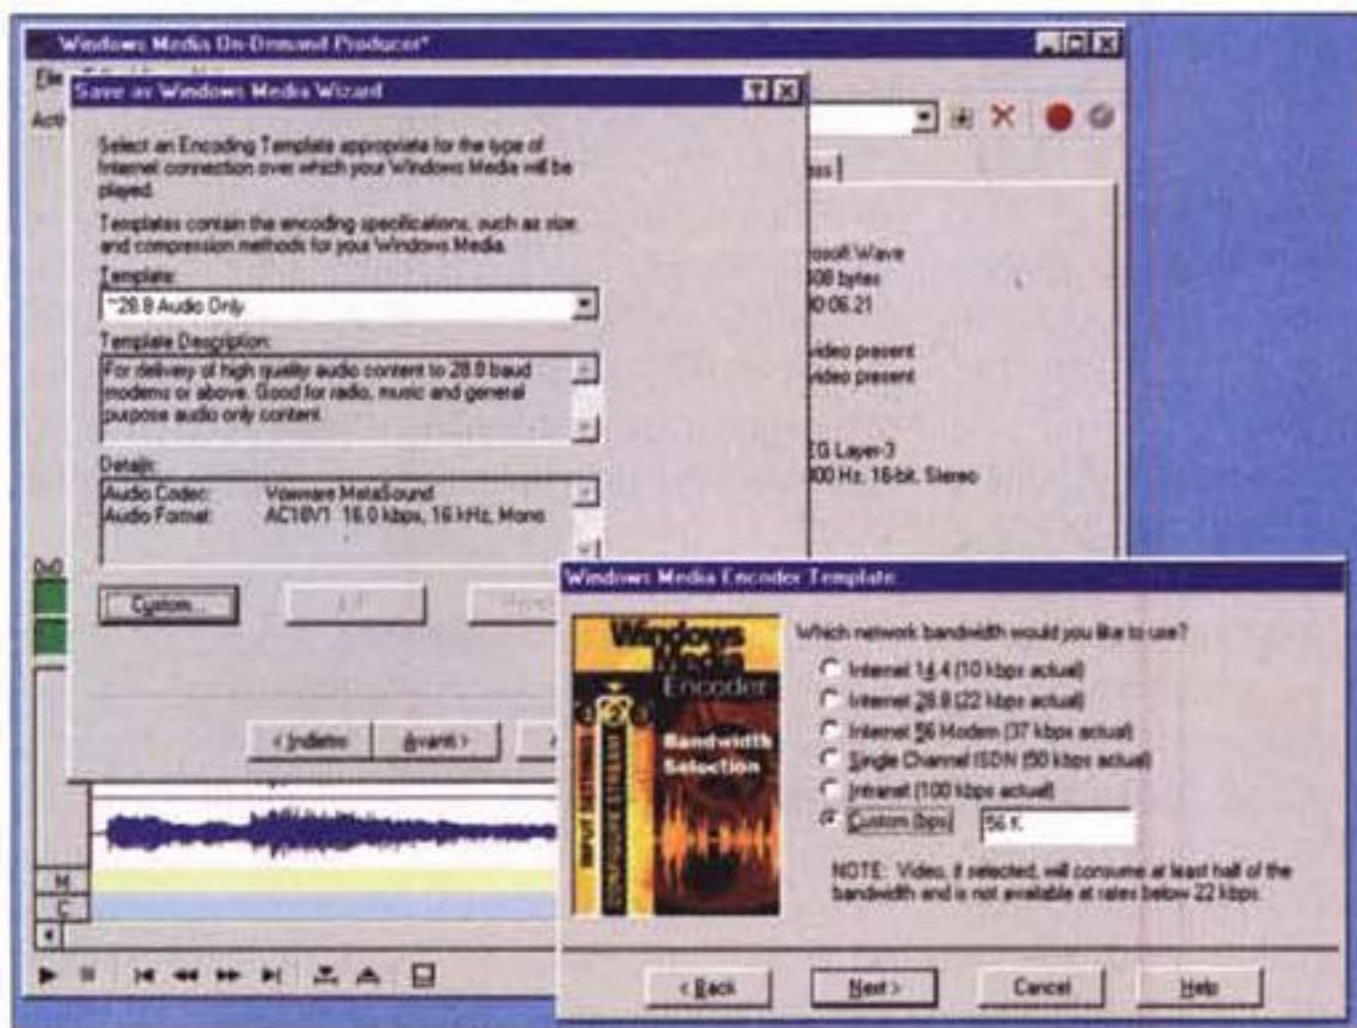 Windows Media On-Demand Producer*
File
Save as Windows Media Wizard
Select an Encoding Template appropriate for the type of
Internet connection over which your Windows Media will be
played.
Templates contain the encoding specifications, such as size
and compression methods for your Windows Media.
Template:
~28.8 Audio Only
Template Description:
For delivery of high quality audio content to 28.8 baud
modems or above. Good for radio, music and general
purpose audio only content.
Details:
Audio Codec: Voxware MetaSound
Audio Format: AC16V1 16.0 kbps, 16 kHz, Mono
Custom...
< Indietro
Avanti >
rosoft Wave
608 bytes
00:06.21
video present
video present
EG Layer-3
000 Hz, 16-bit, Stereo
M
C
Windows Media Encoder Template
Windows
Media
Encoder
Bandwidth
Selection
INPUT SETTINGS
Which network bandwidth would you like to use?
Internet 14.4 (10 kbps actual)
Internet 28.8 (22 kbps actual)
Internet 56 Modem (37 kbps actual)
Single Channel ISDN (50 kbps actual)
Intranet (100 kbps actual)
Custom (bps) 56 K
NOTE: Video, if selected, will consume at least half of the
bandwidth and is not available at rates below 22 kbps.
< Back
Next >
Cancel
Help